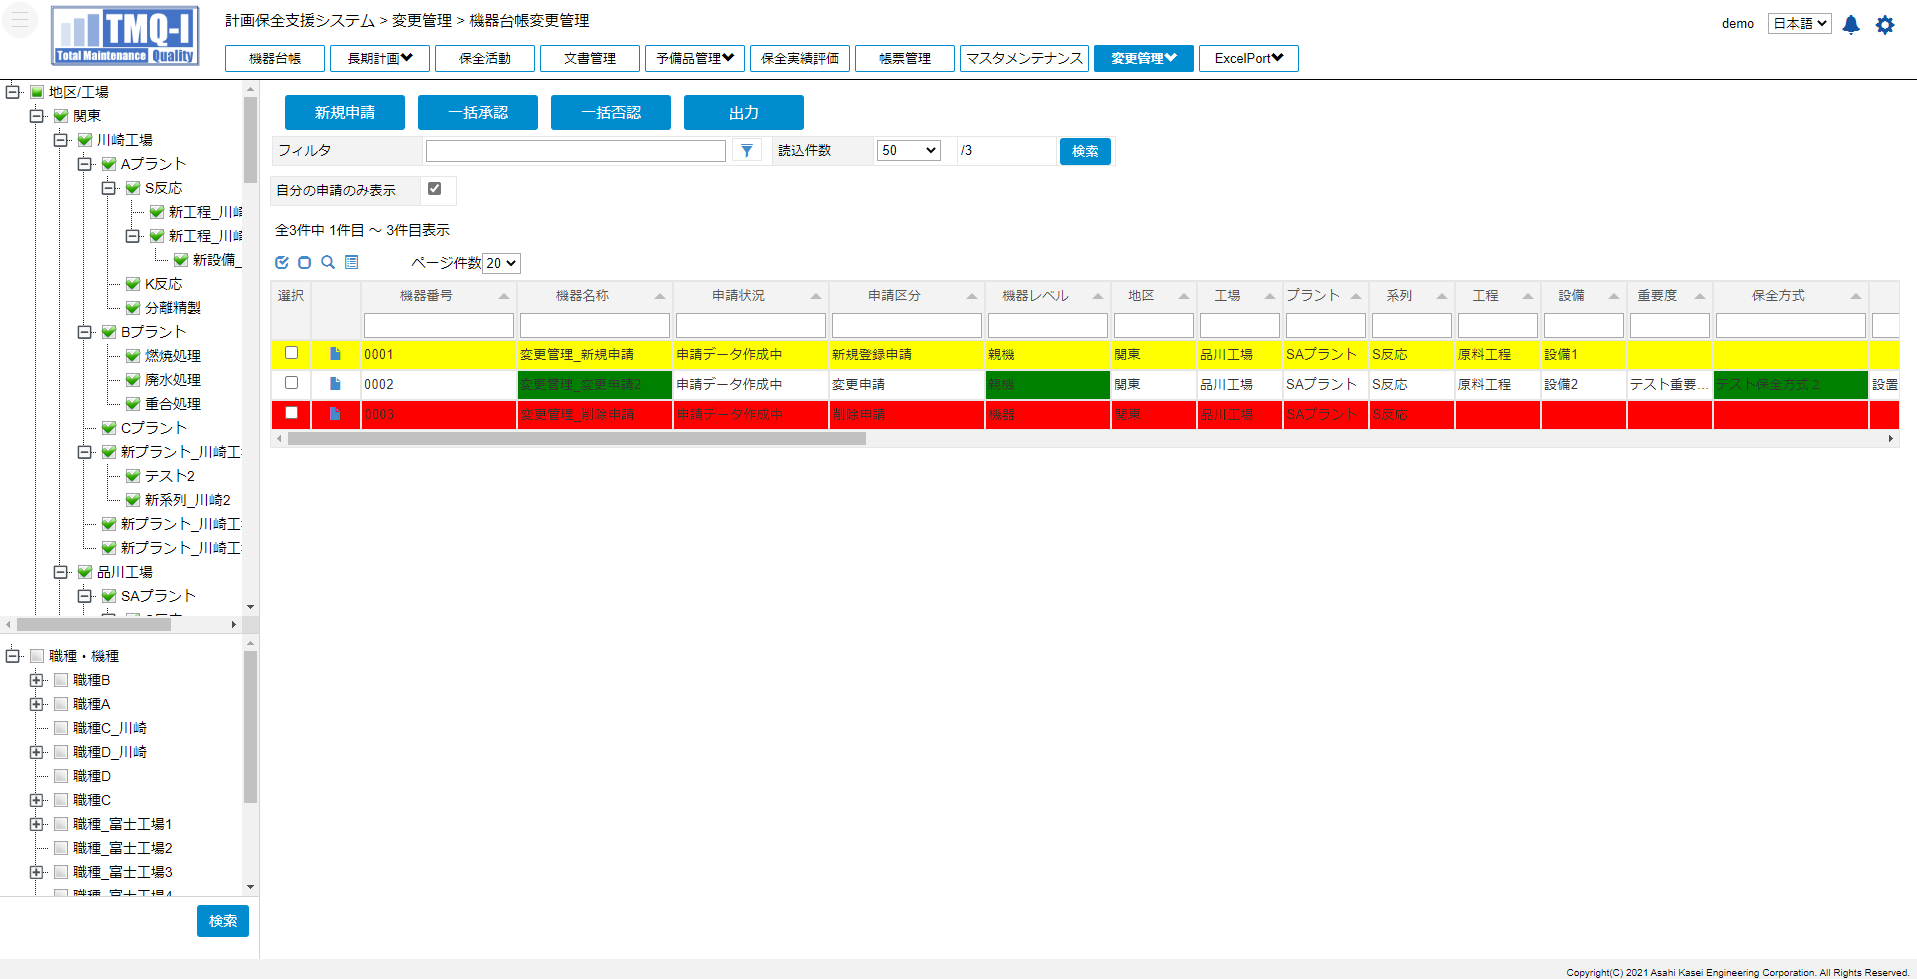 TMQ-I
Total Maintenance Quality
計画保全支援システム > 変更管理 > 機器台帳変更管理
demo 日本語
機器台帳 長期計画 保全活動 文書管理 予備品管理 保全実績評価 帳票管理 マスタメンテナンス 変更管理 ExcelPort
地区/工場
関東
川崎工場
Aプラント
S反応
新工程_川崎
新工程_川崎
新設備_
K反応
分離精製
Bプラント
燃焼処理
廃水処理
重合処理
Cプラント
新プラント_川崎工
テスト2
新系列_川崎2
新プラント_川崎工
新プラント_川崎工
品川工場
SAプラント
職種・機種
職種B
職種A
職種C_川崎
職種D_川崎
職種D
職種C
職種_富士工場1
職種_富士工場2
職種_富士工場3
職種_富士工場4
検索
新規申請 一括承認 一括否認 出力
フィルタ 読込件数 50 /3 検索
自分の申請のみ表示
全3件中 1件目 ～ 3件目表示
ページ件数 20
選択 機器番号 機器名称 申請状況 申請区分 機器レベル 地区 工場 プラント 系列 工程 設備 重要度 保全方式
0001 変更管理_新規申請 申請データ作成中 新規登録申請 親機 関東 品川工場 SAプラント S反応 原料工程 設備1
0002 変更管理_変更申請2 申請データ作成中 変更申請 親機 関東 品川工場 SAプラント S反応 原料工程 設備2 テスト重要... テスト保全方式 2 設置
0003 変更管理_削除申請 申請データ作成中 削除申請 機器 関東 品川工場 SAプラント S反応
Copyright(C) 2021 Asahi Kasei Engineering Corporation. All Rights Reserved.